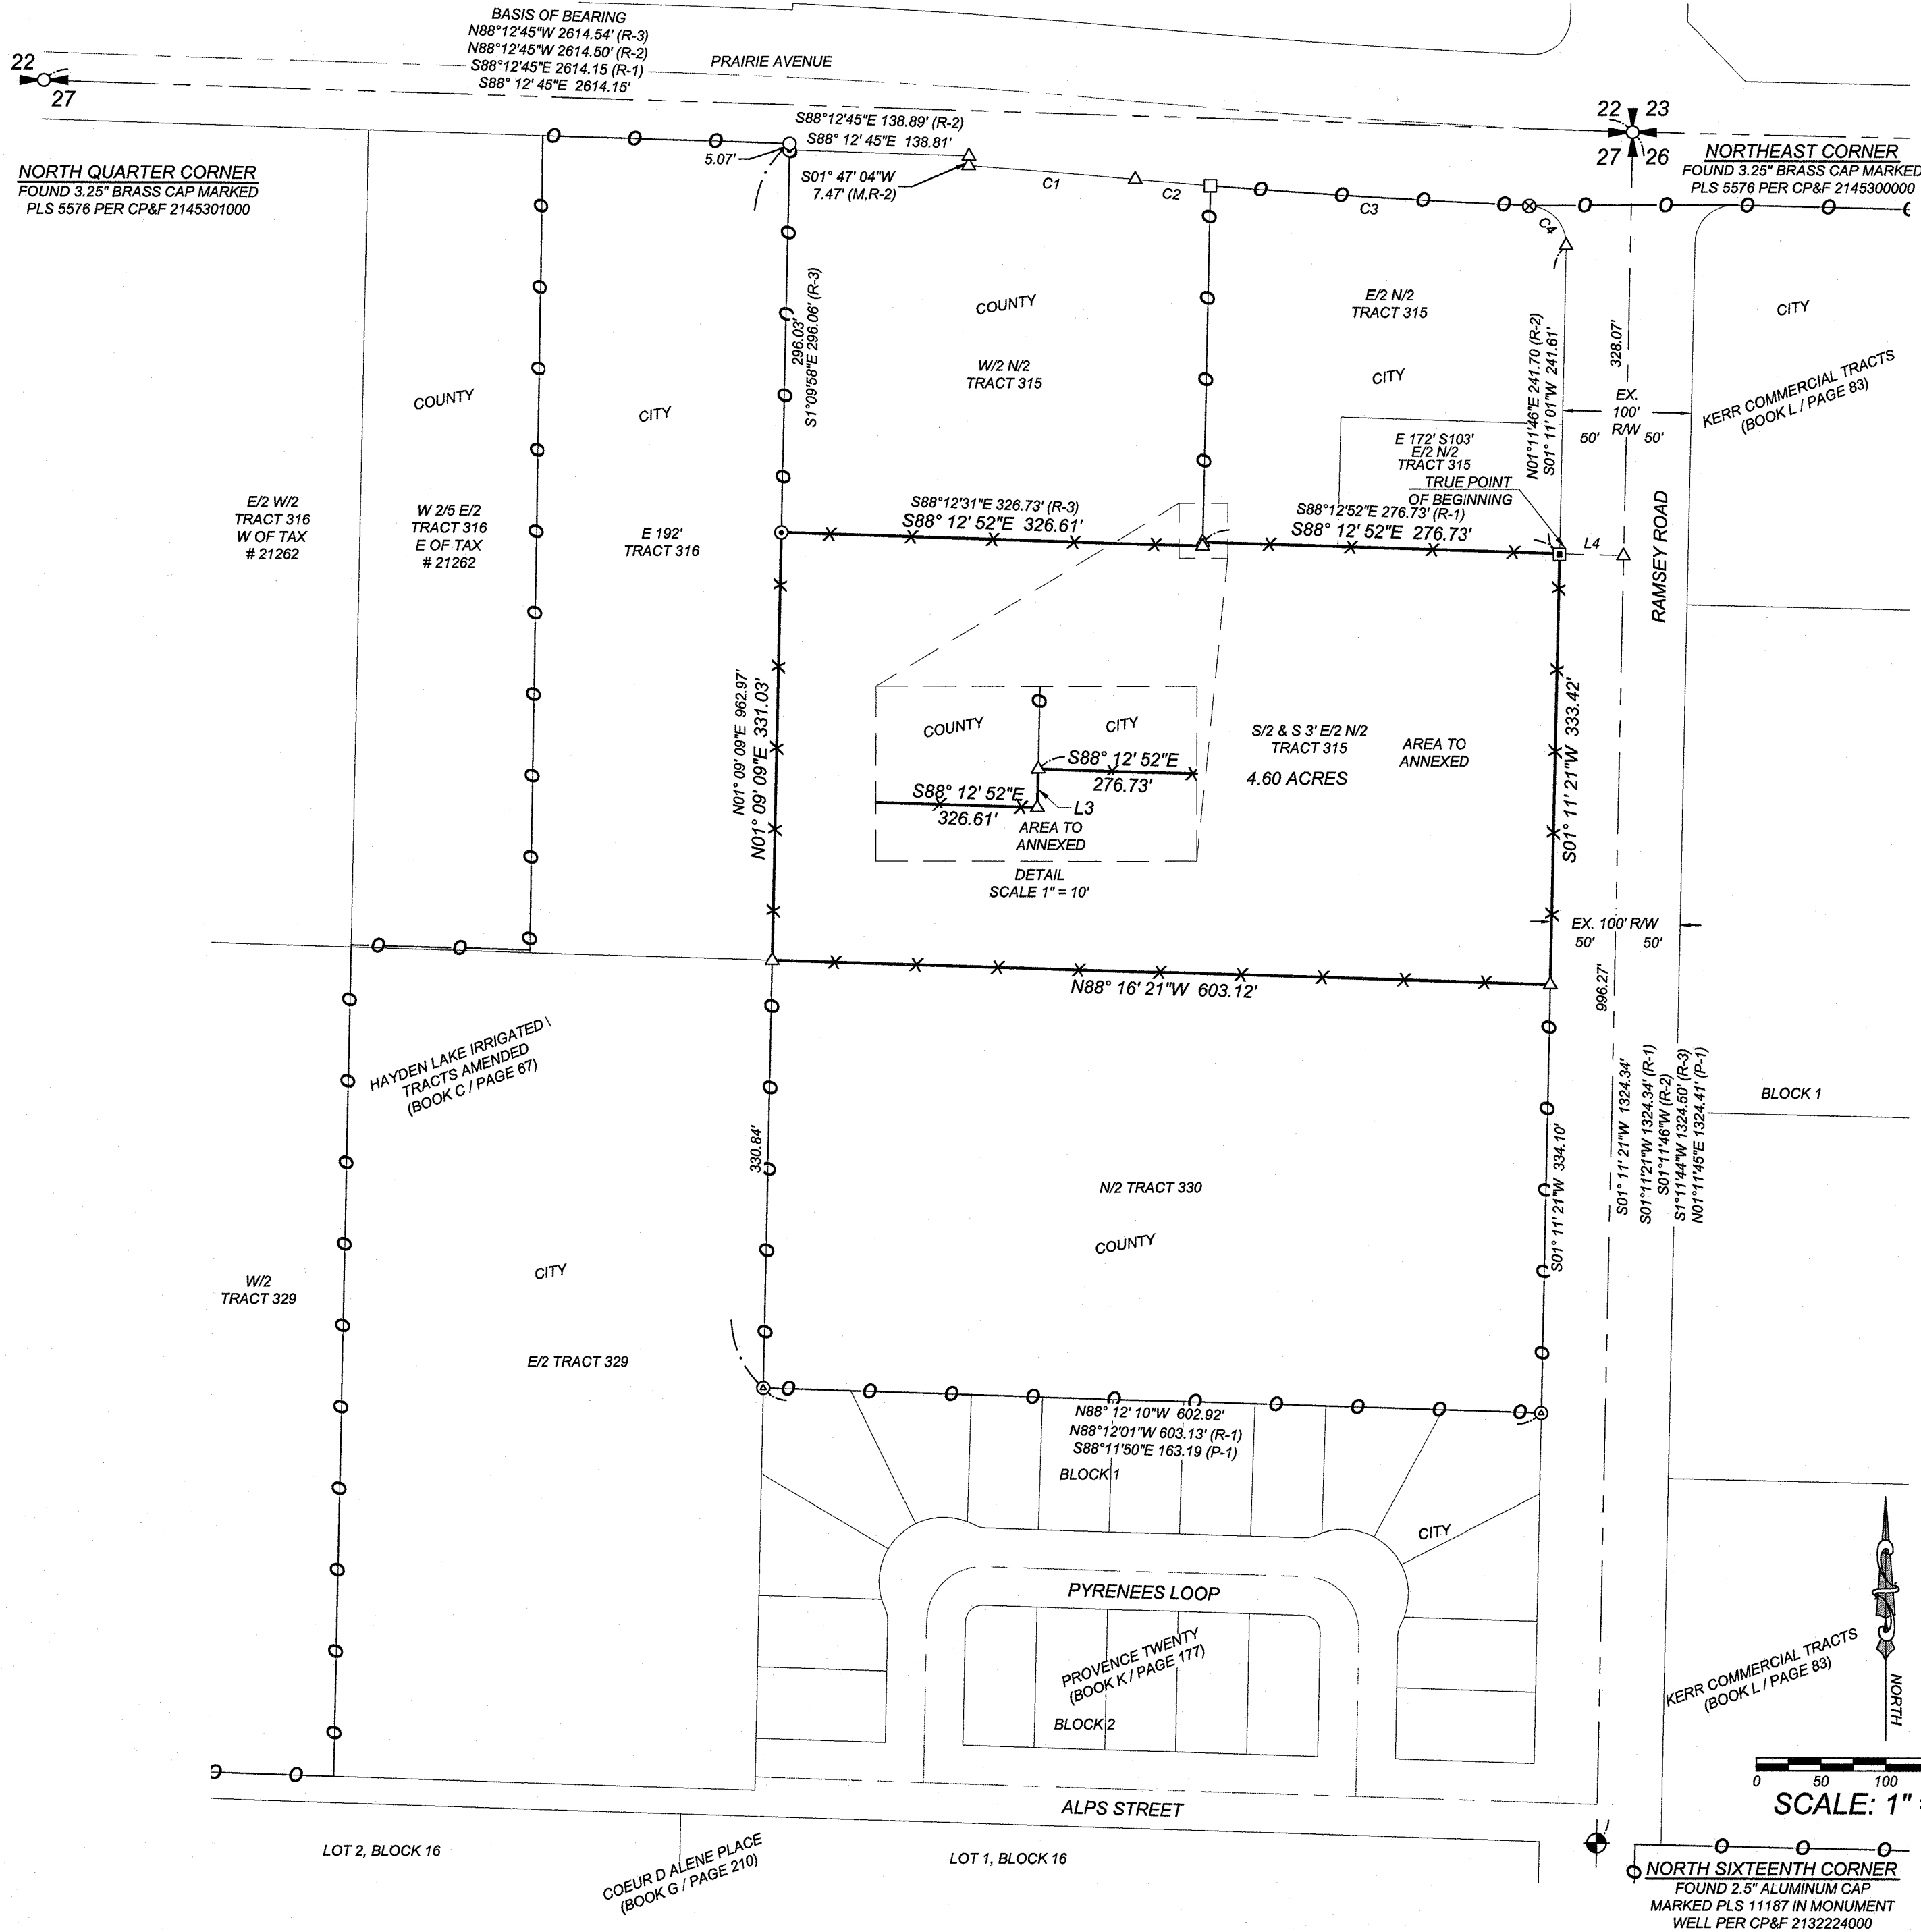 BASIS OF BEARING
N88°12'45"W 2614.54' (R-3)
N88°12'45"W 2614.50' (R-2)
S88°12'45"E 2614.15 (R-1)
S88° 12' 45"E 2614.15'
PRAIRIE AVENUE
22
27
NORTH QUARTER CORNER
FOUND 3.25" BRASS CAP MARKED
PLS 5576 PER CP&F 2145301000
S88°12'45"E 138.89' (R-2)
S88° 12' 45"E 138.81'
5.07'
S01° 47' 04"W
7.47' (M,R-2)
C1
C2
C3
C4
22 23
27 26
NORTHEAST CORNER
FOUND 3.25" BRASS CAP MARKED
PLS 5576 PER CP&F 2145300000
296.03'
S1°09'58"E 296.06' (R-3)
COUNTY
W/2 N/2
TRACT 315
E/2 N/2
TRACT 315
CITY
N01°11'46"E 241.70 (R-2)
S01° 11' 01"W 241.61'
328.07'
CITY
KERR COMMERCIAL TRACTS
(BOOK L / PAGE 83)
EX.
100'
R/W
50' 50'
COUNTY
CITY
E 172' S103'
E/2 N/2
TRACT 315
TRUE POINT
OF BEGINNING
E/2 W/2
TRACT 316
W OF TAX
# 21262
W 2/5 E/2
TRACT 316
E OF TAX
# 21262
E 192'
TRACT 316
S88°12'31"E 326.73' (R-3)
S88° 12' 52"E 326.61'
S88°12'52"E 276.73' (R-1)
S88° 12' 52"E 276.73'
L4
RAMSEY ROAD
N01° 09' 09"E 962.97'
N01° 09' 09"E 331.03'
COUNTY
CITY
S88° 12' 52"E
276.73'
S88° 12' 52"E
326.61'
L3
AREA TO
ANNEXED
DETAIL
SCALE 1" = 10'
S/2 & S 3' E/2 N/2
TRACT 315
AREA TO
ANNEXED
4.60 ACRES
S01° 11' 21"W 333.42'
EX. 100' R/W
50' 50'
N88° 16' 21"W 603.12'
996.27'
HAYDEN LAKE IRRIGATED \
TRACTS AMENDED
(BOOK C / PAGE 67)
S01° 11' 21"W 1324.34'
S01°11'21"W 1324.34' (R-1)
S01°11'46"W (R-2)
S1°11'44"W 1324.50' (R-3)
N01°11'45"E 1324.41' (P-1)
BLOCK 1
330.84'
S01° 11' 21"W 334.10'
N/2 TRACT 330
COUNTY
W/2
TRACT 329
CITY
E/2 TRACT 329
N88° 12' 10"W 602.92'
N88°12'01"W 603.13' (R-1)
S88°11'50"E 163.19 (P-1)
BLOCK 1
CITY
PYRENEES LOOP
PROVENCE TWENTY
(BOOK K / PAGE 177)
BLOCK 2
KERR COMMERCIAL TRACTS
(BOOK L / PAGE 83)
NORTH
0 50 100
SCALE: 1"
ALPS STREET
LOT 2, BLOCK 16
COEUR D ALENE PLACE
(BOOK G / PAGE 210)
LOT 1, BLOCK 16
NORTH SIXTEENTH CORNER
FOUND 2.5" ALUMINUM CAP
MARKED PLS 11187 IN MONUMENT
WELL PER CP&F 2132224000